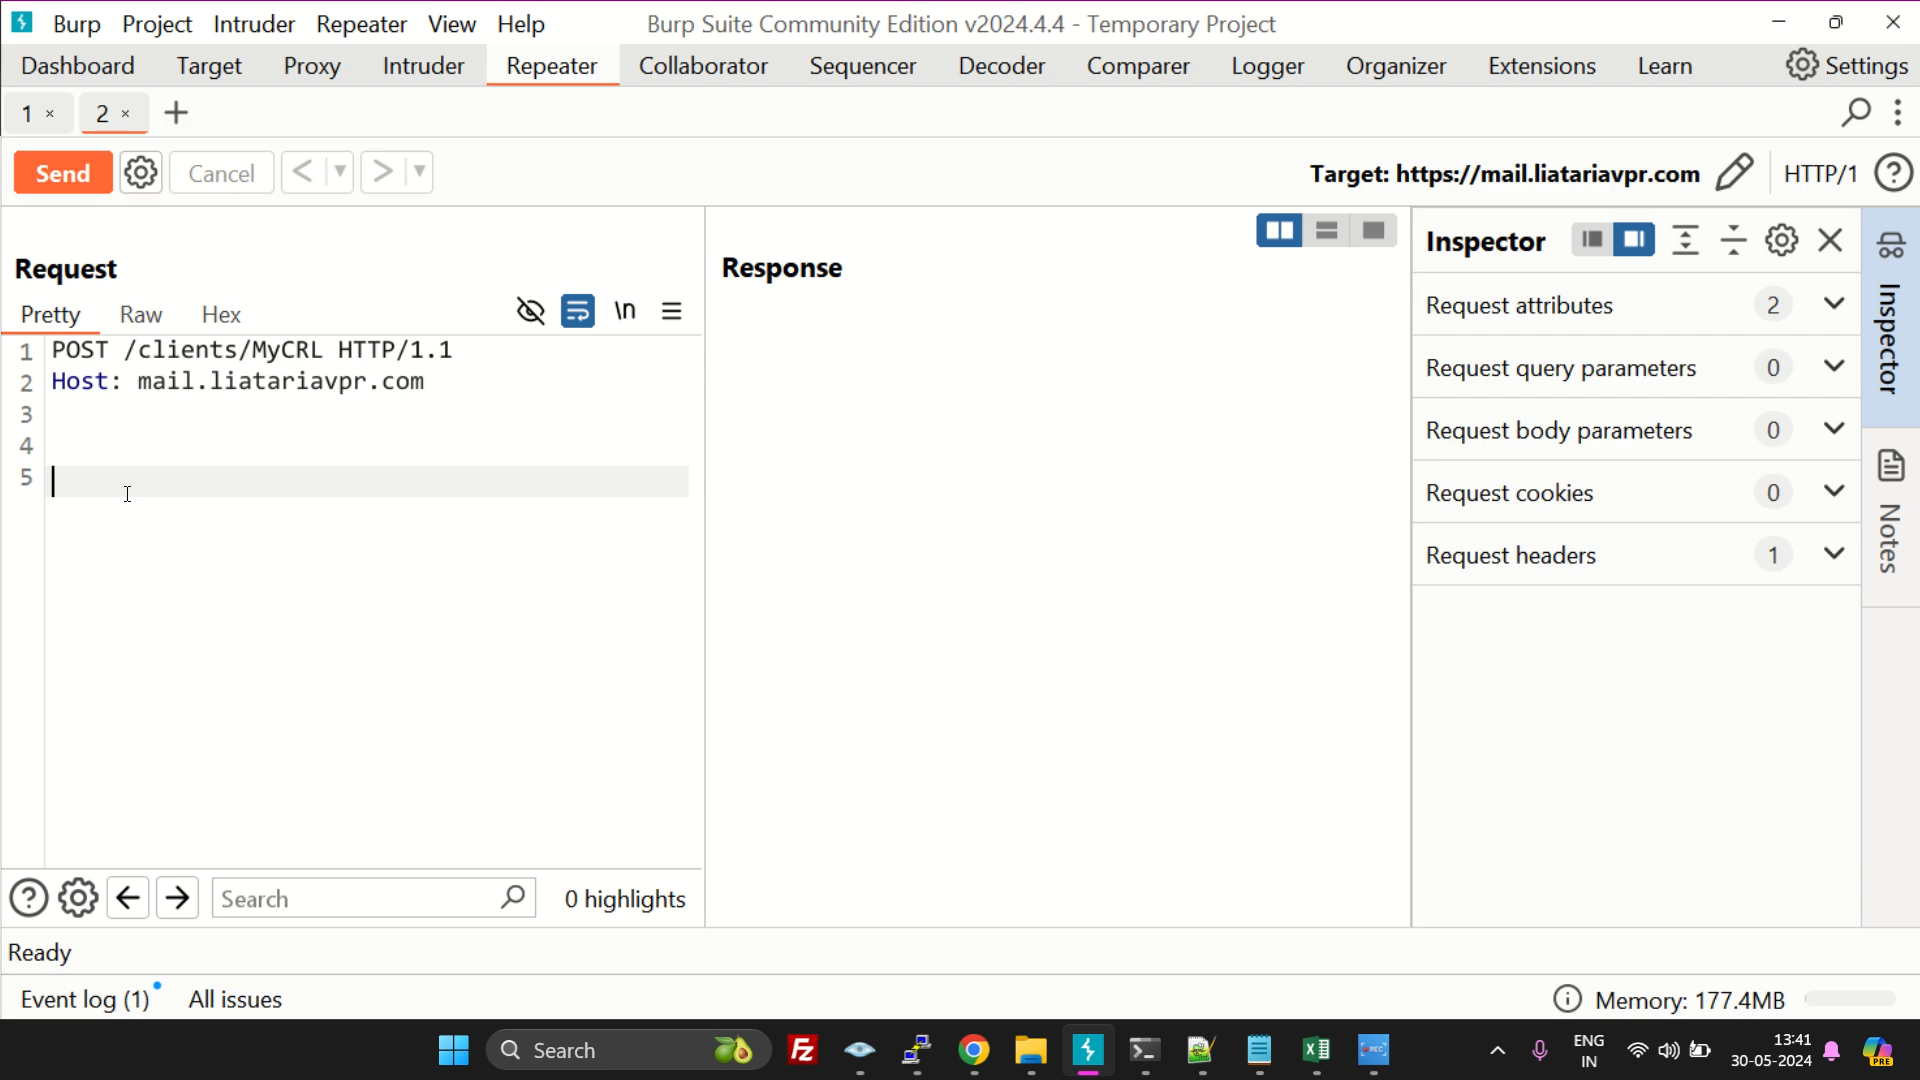 Burp Project Intruder Repeater View Help Burp Suite Community Edition v2024.4.4 - Temporary Project
Dashboard Target Proxy Intruder Repeater Collaborator Sequencer Decoder Comparer Logger Organizer Extensions Learn Settings
1 × 2 × +
Send Cancel < > Target: https://mail.liatariavpr.com HTTP/1 ?
Request
Pretty Raw Hex \n
1 POST /clients/MyCRL HTTP/1.1
2 Host: mail.liatariavpr.com
3
4
5
Search 0 highlights
Response
Inspector
Request attributes 2
Request query parameters 0
Request body parameters 0
Request cookies 0
Request headers 1
Inspector
Notes
Ready
Event log (1) All issues Memory: 177.4MB
Search
Fz
REC
ENG
IN
13:41
30-05-2024
PRE